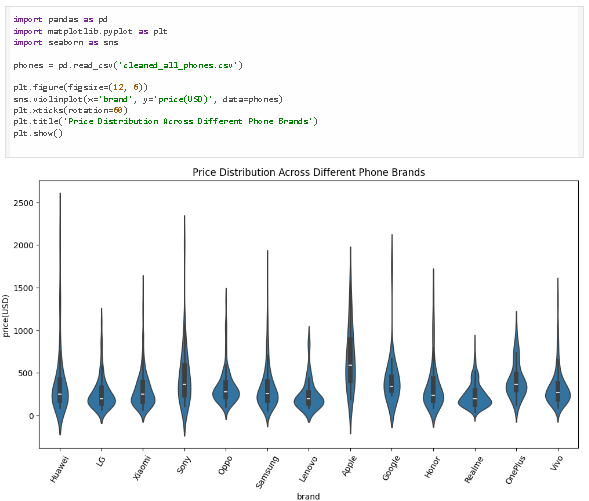 import pandas as pd
import matplotlib.pyplot as plt
import seaborn as sns
phones = pd.read_csv('cleaned_all_phones.csv')
plt.figure(figsize=(12, 6))
sns.violinplot(x='brand', y='price(USD)', data=phones)
plt.xticks(rotation=60)
plt.title('Price Distribution Across Different Phone Brands')
plt.show()
Price Distribution Across Different Phone Brands
2500
2000
1500
1000
500
0
price(USD)
Huawei
LG
Xiaomi
Sony
Oppo
Samsung
Lenovo
Apple
Google
Honor
Realme
OnePlus
Vivo
brand